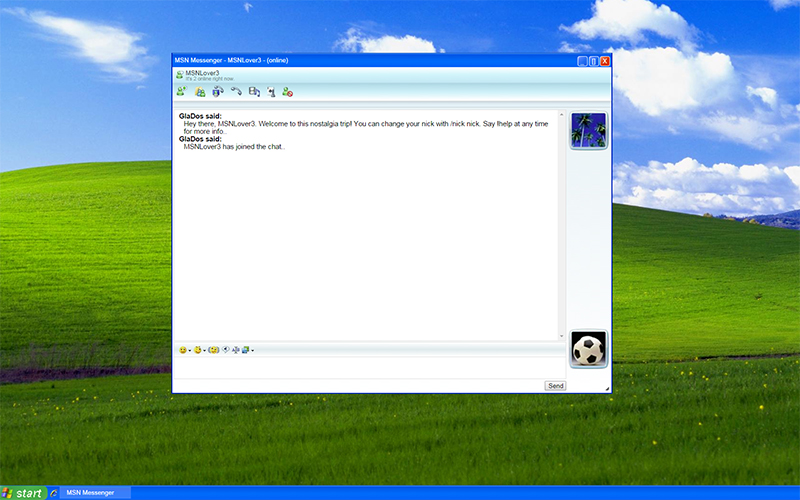 MSN Messenger - MSNLover3 - (online)
MSNLover3
It's 2 online right now.
GlaDos said:
Hey there, MSNLover3. Welcome to this nostalgia trip! You can change your nick with /nick nick. Say !help at any time
for more info..
GlaDos said:
MSNLover3 has joined the chat..
Send
start
MSN Messenger